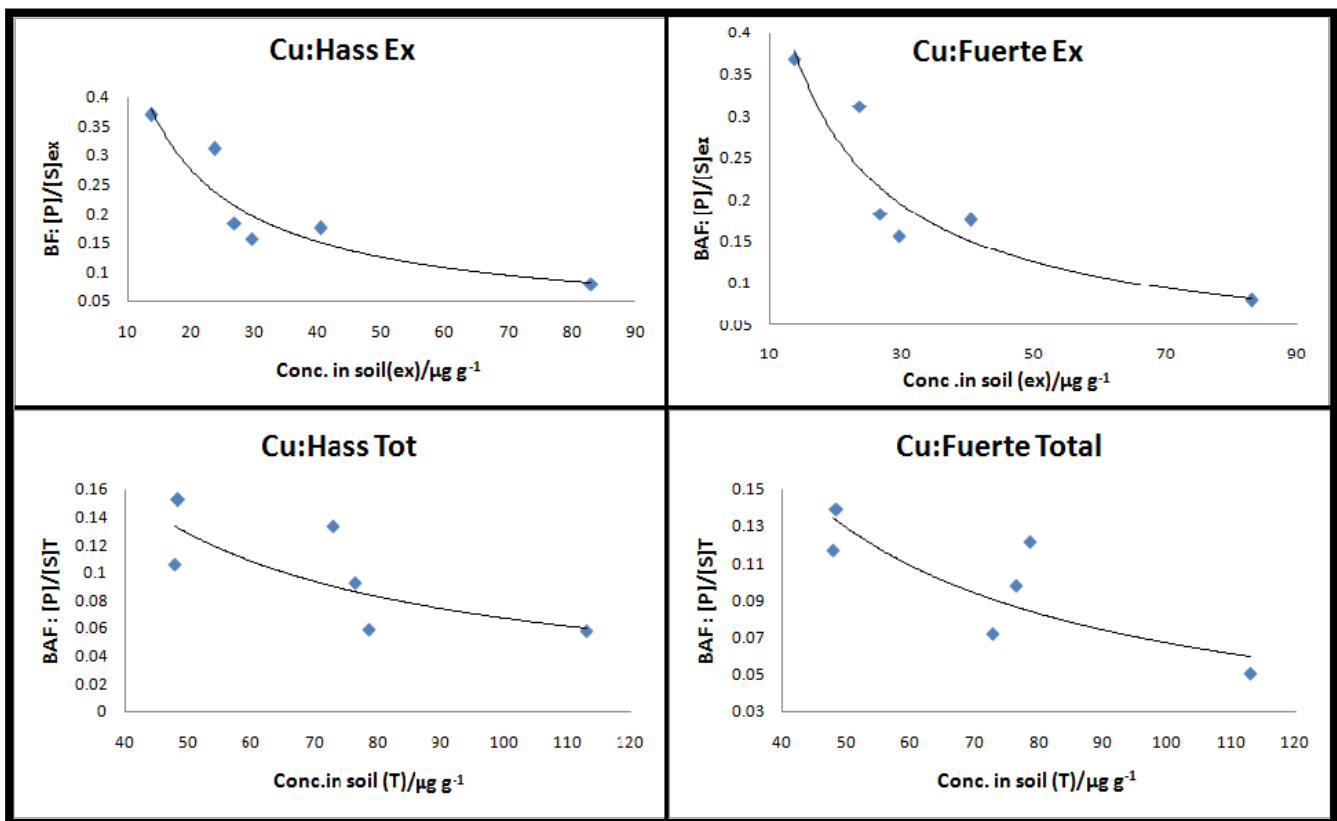 Cu:Hass Ex
BF: [P]/[S]ex
0.4
0.35
0.3
0.25
0.2
0.15
0.1
0.05
10 20 30 40 50 60 70 80 90
Conc. in soil(ex)/µg g-1
Cu:Fuerte Ex
BAF: [P]/[S]ex
0.4
0.35
0.3
0.25
0.2
0.15
0.1
0.05
10 30 50 70 90
Conc .in soil (ex)/µg g-1
Cu:Hass Tot
BAF : [P]/[S]T
0.16
0.14
0.12
0.1
0.08
0.06
0.04
0.02
0
40 50 60 70 80 90 100 110 120
Conc.in soil (T)/µg g-1
Cu:Fuerte Total
BAF : [P]/[S]T
0.15
0.13
0.11
0.09
0.07
0.05
0.03
40 50 60 70 80 90 100 110 120
Conc.in soil (T)/µg g-1